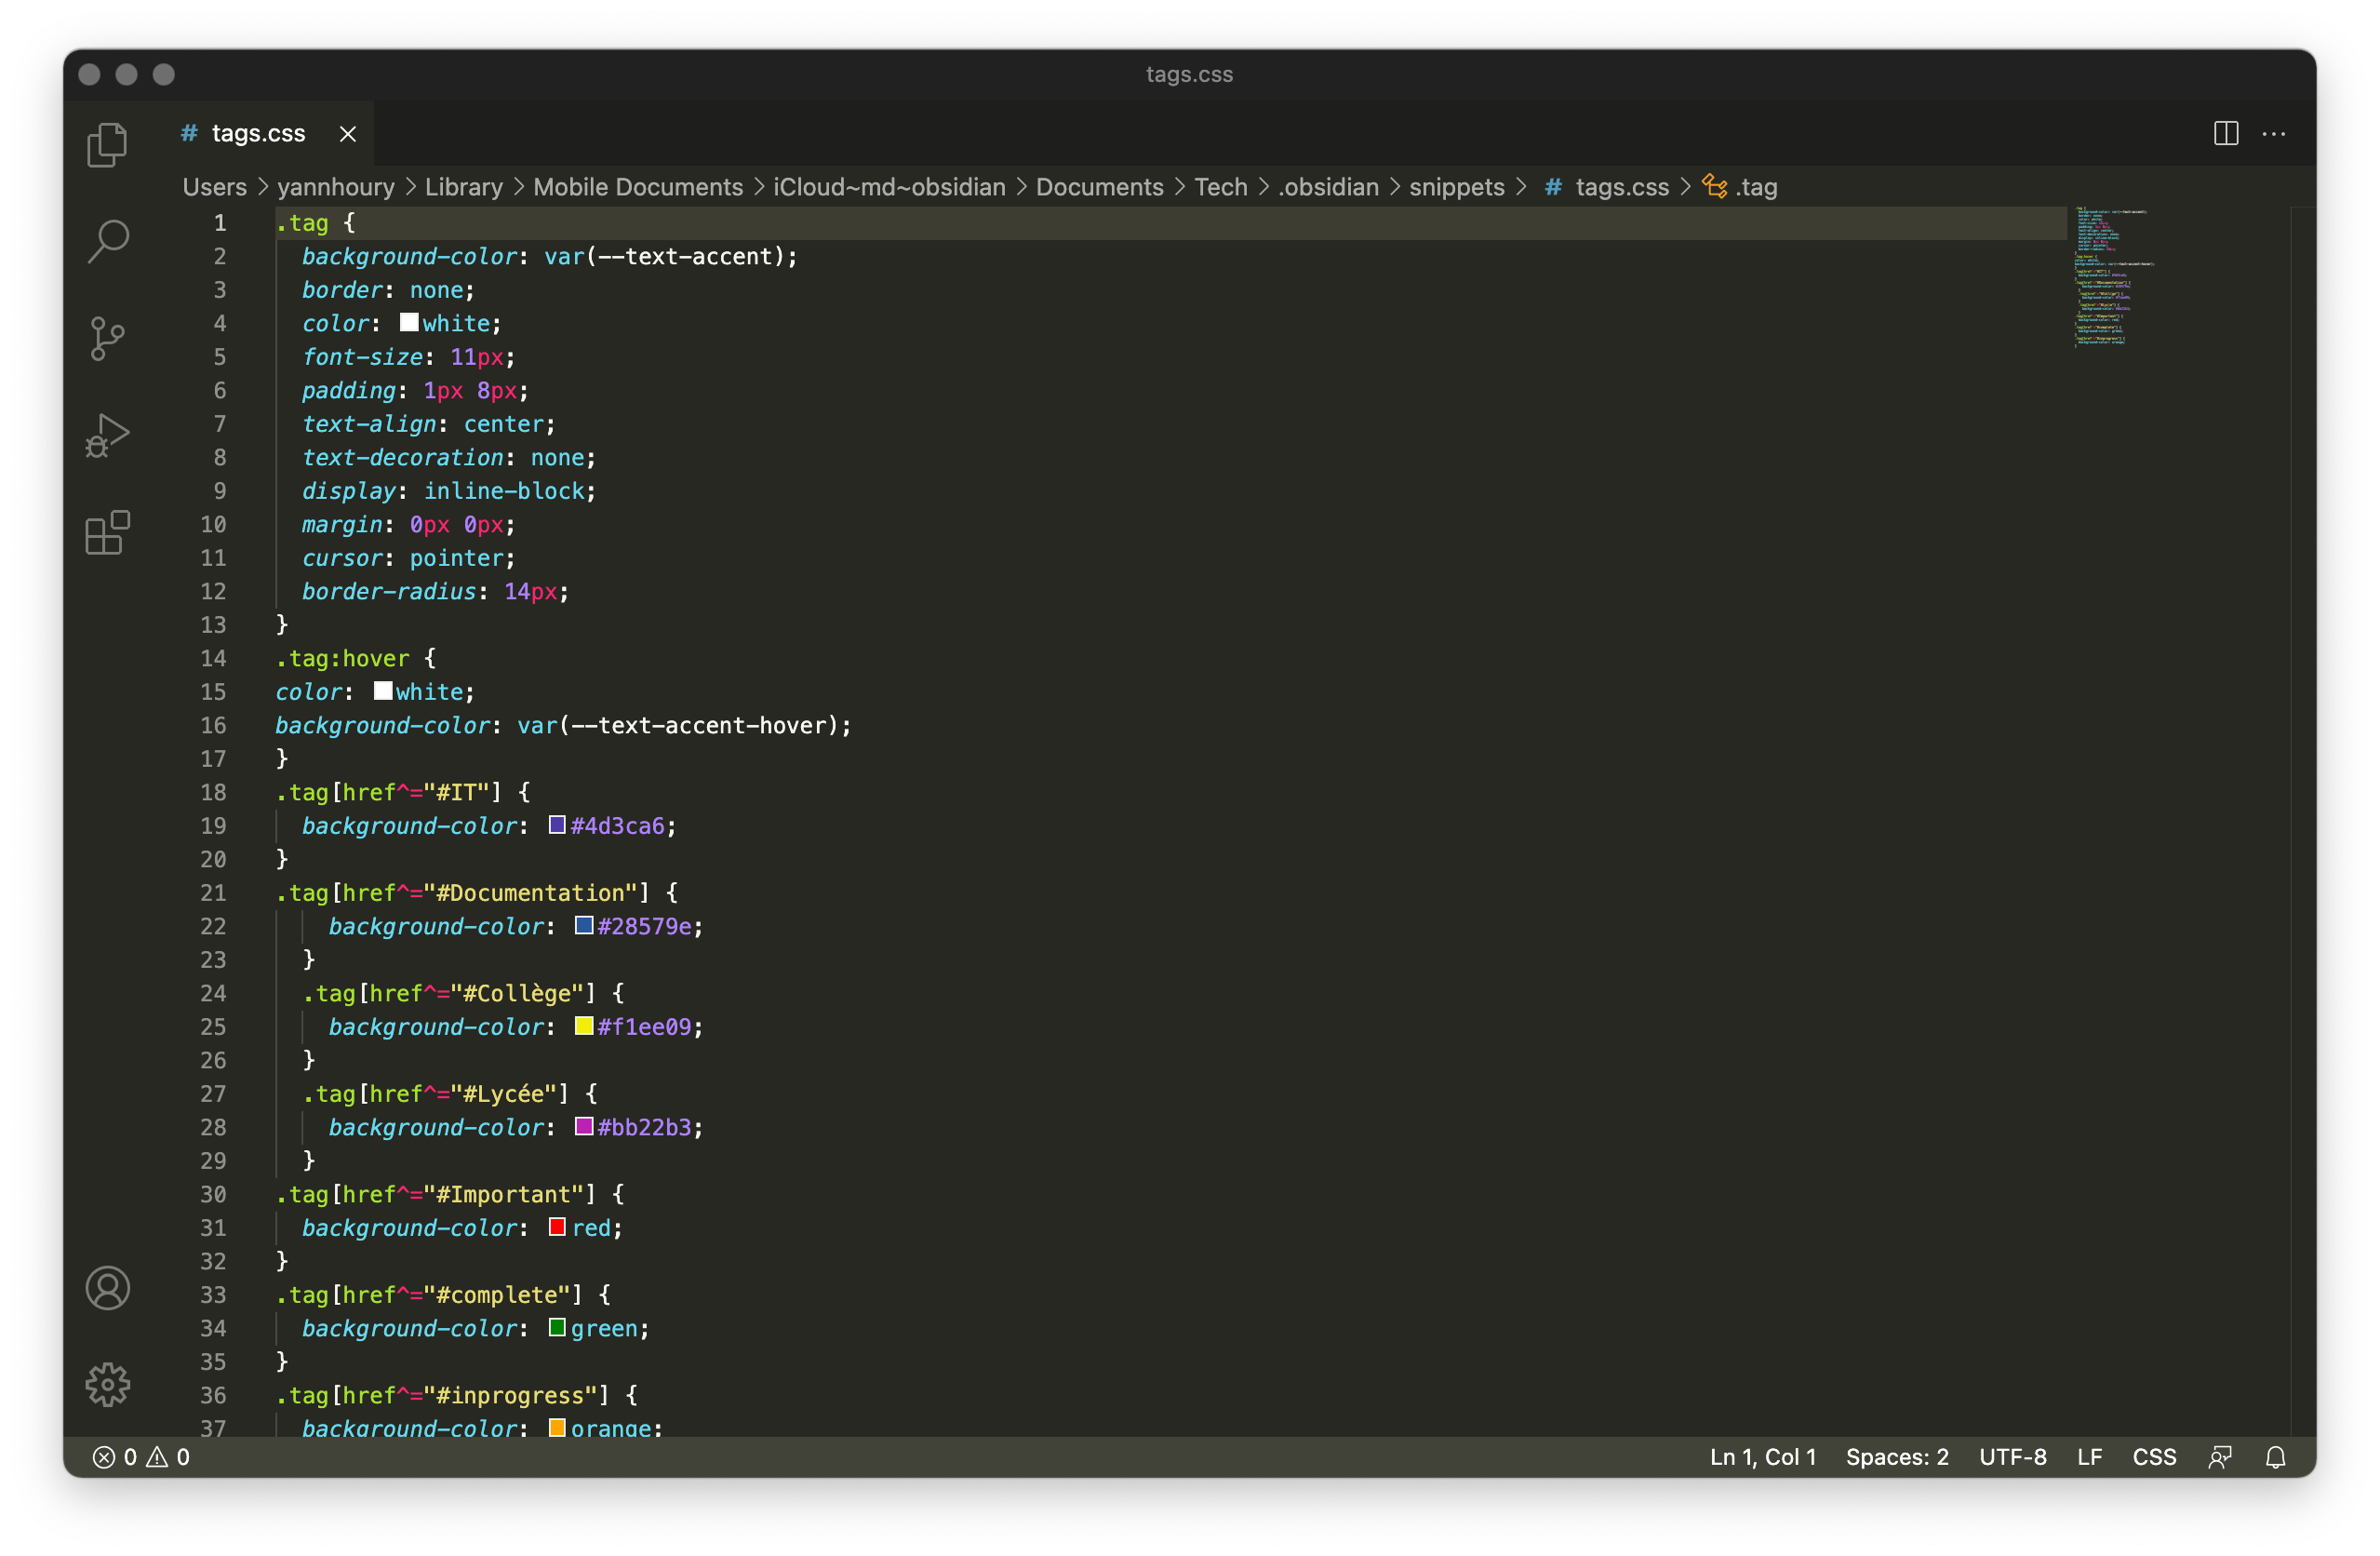 tags.css
# tags.css
Users > yannhoury > Library > Mobile Documents > iCloud~md~obsidian > Documents > Tech > .obsidian > snippets > # tags.css > .tag
1 .tag {
2 background-color: var(--text-accent);
3 border: none;
4 color: white;
5 font-size: 11px;
6 padding: 1px 8px;
7 text-align: center;
8 text-decoration: none;
9 display: inline-block;
10 margin: 0px 0px;
11 cursor: pointer;
12 border-radius: 14px;
13 }
14 .tag:hover {
15 color: white;
16 background-color: var(--text-accent-hover);
17 }
18 .tag[href^="#IT"] {
19 background-color: #4d3ca6;
20 }
21 .tag[href^="#Documentation"] {
22 background-color: #28579e;
23 }
24 .tag[href^="#Collège"] {
25 background-color: #f1ee09;
26 }
27 .tag[href^="#Lycée"] {
28 background-color: #bb22b3;
29 }
30 .tag[href^="#Important"] {
31 background-color: red;
32 }
33 .tag[href^="#complete"] {
34 background-color: green;
35 }
36 .tag[href^="#inprogress"] {
37 background-color: orange;
0 0 Ln 1, Col 1 Spaces: 2 UTF-8 LF CSS